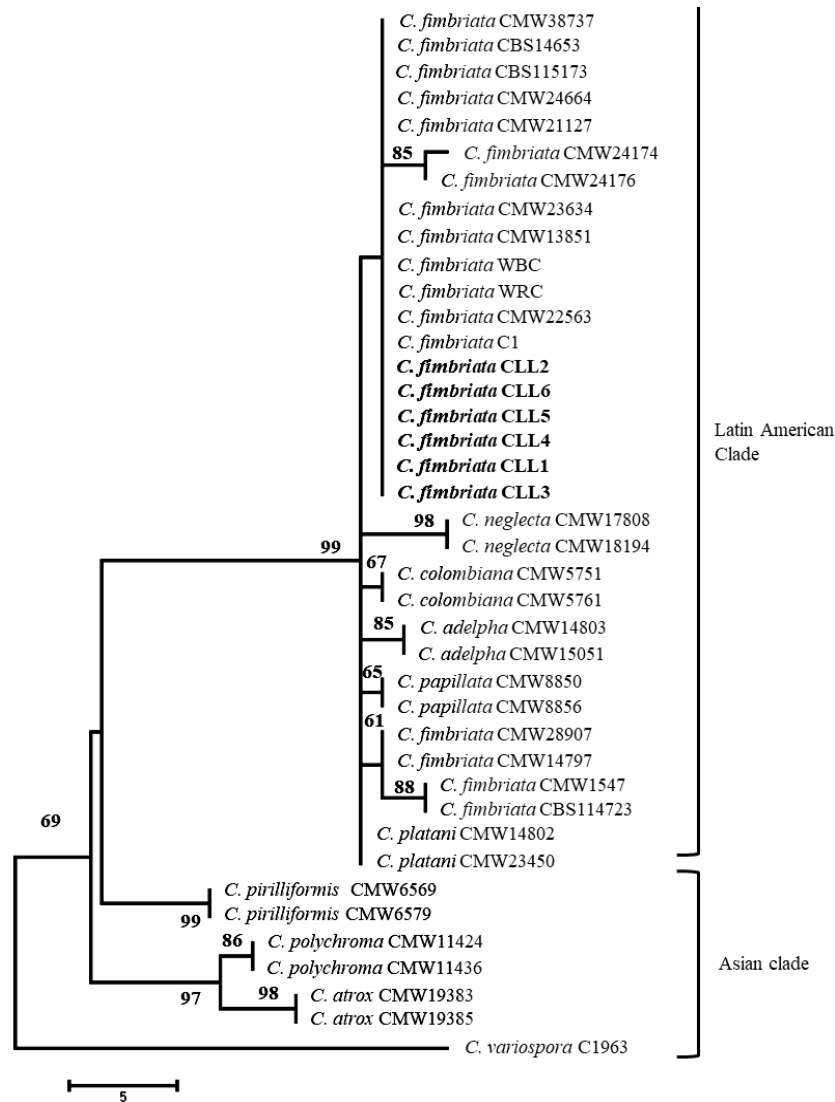 C. fimbriata CMW38737
C. fimbriata CBS14653
C. fimbriata CBS115173
C. fimbriata CMW24664
C. fimbriata CMW21127
85
C. fimbriata CMW24174
C. fimbriata CMW24176
C. fimbriata CMW23634
C. fimbriata CMW13851
C. fimbriata WBC
C. fimbriata WRC
C. fimbriata CMW22563
C. fimbriata C1
C. fimbriata CLL2
C. fimbriata CLL6
C. fimbriata CLL5
C. fimbriata CLL4
C. fimbriata CLL1
C. fimbriata CLL3
Latin American
Clade
98
C. neglecta CMW17808
C. neglecta CMW18194
99
67
C. colombiana CMW5751
C. colombiana CMW5761
85
C. adelpha CMW14803
C. adelpha CMW15051
65
C. papillata CMW8850
C. papillata CMW8856
61
C. fimbriata CMW28907
C. fimbriata CMW14797
88
C. fimbriata CMW1547
C. fimbriata CBS114723
C. platani CMW14802
C. platani CMW23450
69
C. pirilliformis CMW6569
C. pirilliformis CMW6579
99
86
C. polychroma CMW11424
C. polychroma CMW11436
97
98
C. atrox CMW19383
C. atrox CMW19385
Asian clade
C. variospora C1963
5